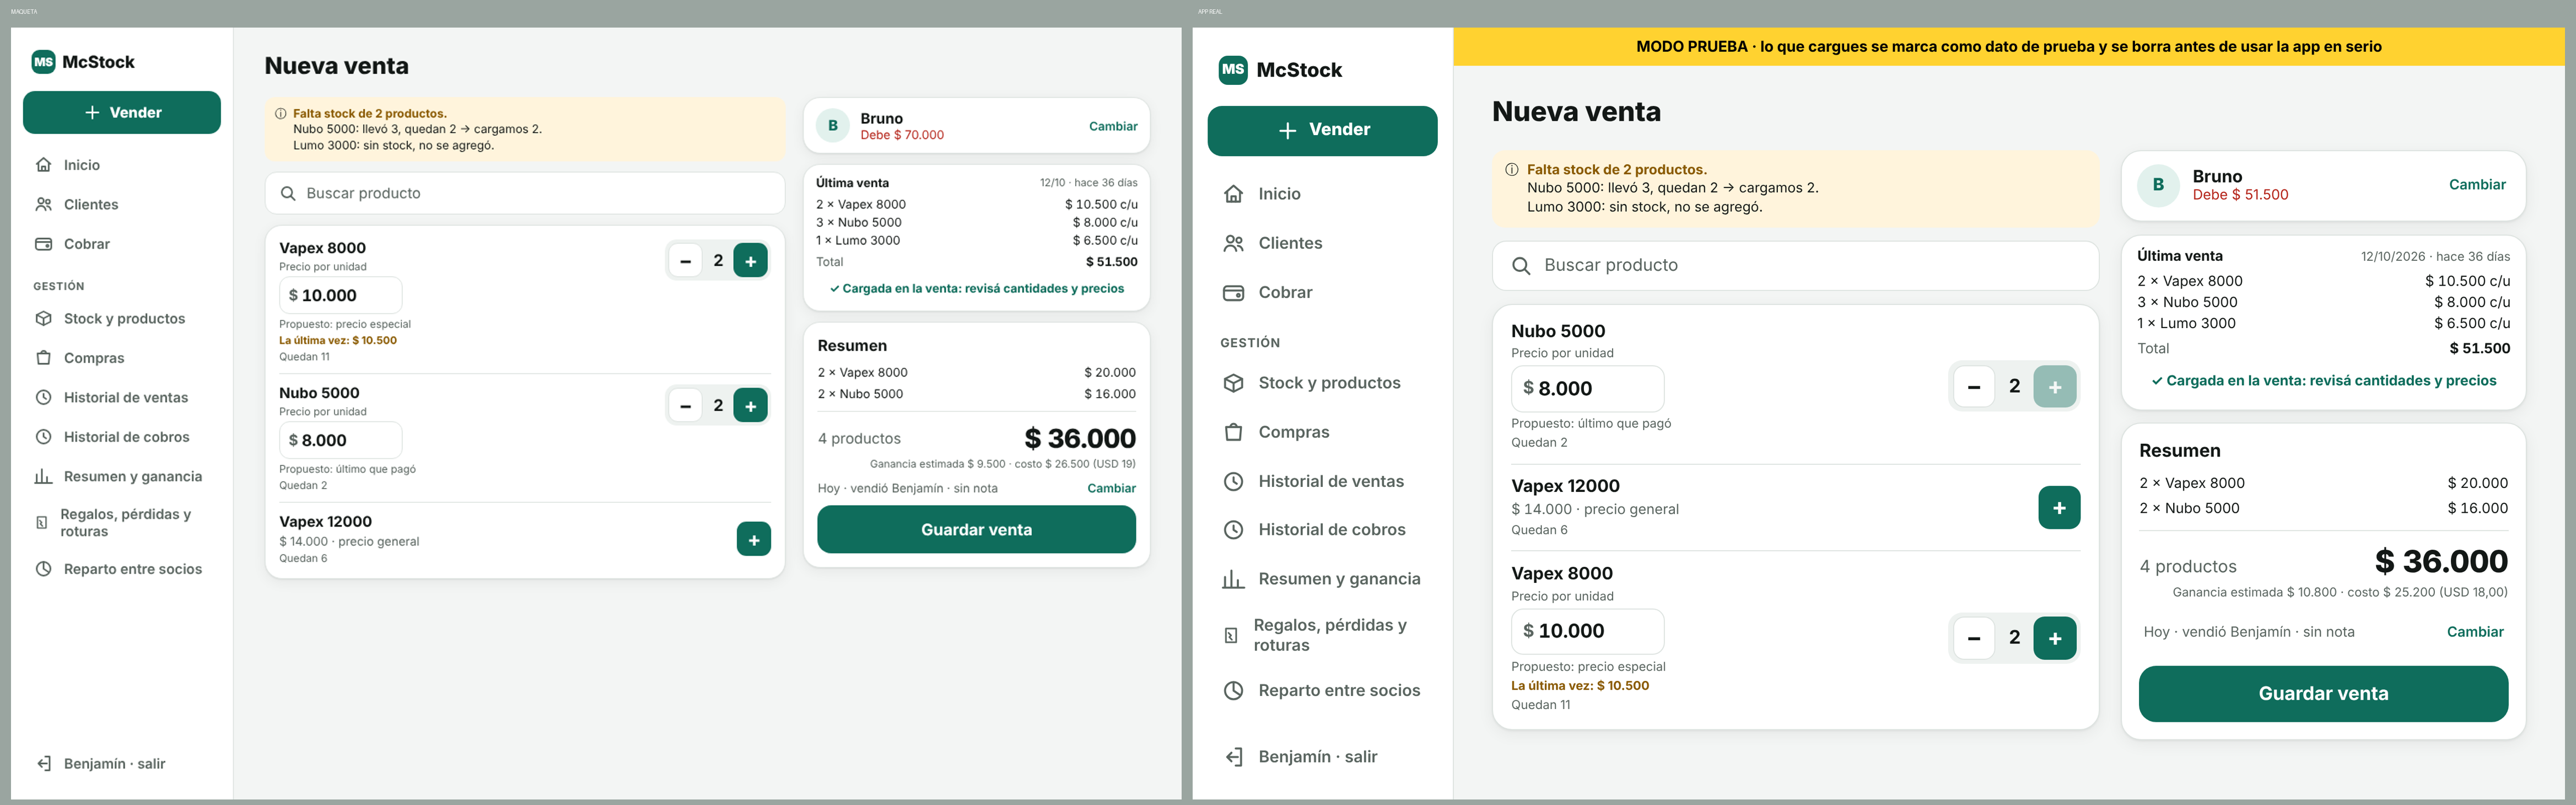 MAQUETA
MS McStock
+ Vender
Inicio
Clientes
Cobrar
GESTIÓN
Stock y productos
Compras
Historial de ventas
Historial de cobros
Resumen y ganancia
Regalos, pérdidas y
roturas
Reparto entre socios
Benjamín · salir
Nueva venta
Falta stock de 2 productos.
Nubo 5000: llevó 3, quedan 2 → cargamos 2.
Lumo 3000: sin stock, no se agregó.
Buscar producto
Vapex 8000
Precio por unidad
$ 10.000
− 2 +
Propuesto: precio especial
La última vez: $ 10.500
Quedan 11
Nubo 5000
Precio por unidad
$ 8.000
− 2 +
Propuesto: último que pagó
Quedan 2
Vapex 12000
$ 14.000 · precio general
+
Quedan 6
B
Bruno
Debe $ 70.000
Cambiar
Última venta 12/10 · hace 36 días
2 × Vapex 8000 $ 10.500 c/u
3 × Nubo 5000 $ 8.000 c/u
1 × Lumo 3000 $ 6.500 c/u
Total $ 51.500
✓ Cargada en la venta: revisá cantidades y precios
Resumen
2 × Vapex 8000 $ 20.000
2 × Nubo 5000 $ 16.000
4 productos $ 36.000
Ganancia estimada $ 9.500 · costo $ 26.500 (USD 19)
Hoy · vendió Benjamín · sin nota Cambiar
Guardar venta
APP REAL
MS McStock
+ Vender
Inicio
Clientes
Cobrar
GESTIÓN
Stock y productos
Compras
Historial de ventas
Historial de cobros
Resumen y ganancia
Regalos, pérdidas y
roturas
Reparto entre socios
Benjamín · salir
MODO PRUEBA · lo que cargues se marca como dato de prueba y se borra antes de usar la app en serio
Nueva venta
Falta stock de 2 productos.
Nubo 5000: llevó 3, quedan 2 → cargamos 2.
Lumo 3000: sin stock, no se agregó.
Buscar producto
Nubo 5000
Precio por unidad
$ 8.000
− 2 +
Propuesto: último que pagó
Quedan 2
Vapex 12000
$ 14.000 · precio general
+
Quedan 6
Vapex 8000
Precio por unidad
$ 10.000
− 2 +
Propuesto: precio especial
La última vez: $ 10.500
Quedan 11
B
Bruno
Debe $ 51.500
Cambiar
Última venta 12/10/2026 · hace 36 días
2 × Vapex 8000 $ 10.500 c/u
3 × Nubo 5000 $ 8.000 c/u
1 × Lumo 3000 $ 6.500 c/u
Total $ 51.500
✓ Cargada en la venta: revisá cantidades y precios
Resumen
2 × Vapex 8000 $ 20.000
2 × Nubo 5000 $ 16.000
4 productos $ 36.000
Ganancia estimada $ 10.800 · costo $ 25.200 (USD 18,00)
Hoy · vendió Benjamín · sin nota Cambiar
Guardar venta